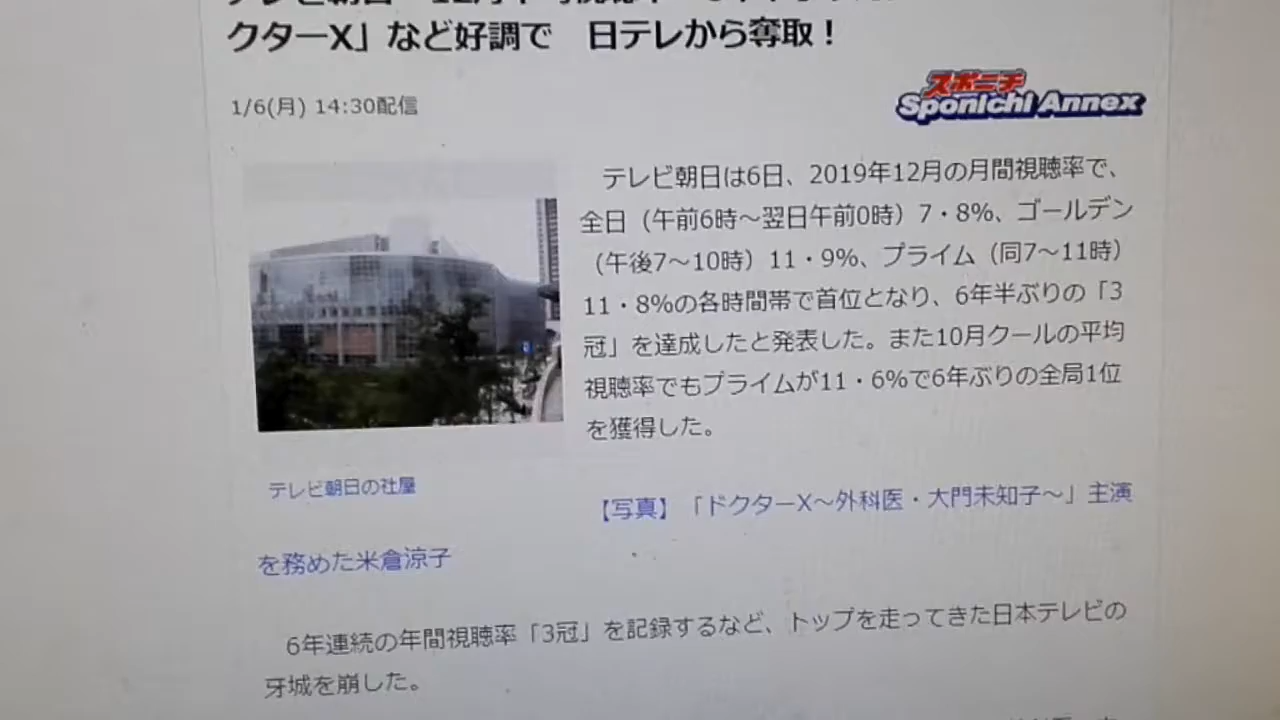 クターX」など好調で 日テレから奪取！
1/6(月) 14:30配信
スポニチ
Sponichi Annex
テレビ朝日は6日、2019年12月の月間視聴率で、
全日（午前6時～翌日午前0時）7・8%、ゴールデン
（午後7～10時）11・9%、プライム（同7～11時）
11・8%の各時間帯で首位となり、6年半ぶりの「3
冠」を達成したと発表した。また10月クールの平均
視聴率でもプライムが11・6%で6年ぶりの全局1位
を獲得した。
テレビ朝日の社屋
【写真】「ドクターX～外科医・大門未知子～」主演
を務めた米倉涼子
6年連続の年間視聴率「3冠」を記録するなど、トップを走ってきた日本テレビの
牙城を崩した。